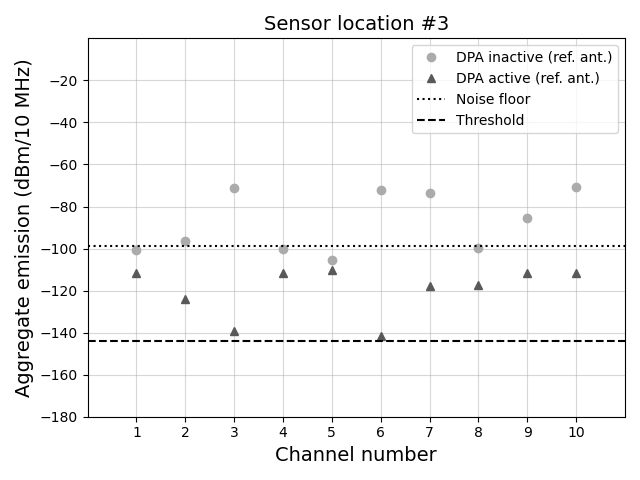 Sensor location #3
DPA inactive (ref. ant.)
DPA active (ref. ant.)
Noise floor
Threshold
Aggregate emission (dBm/10 MHz)
−20
−40
−60
−80
−100
−120
−140
−160
−180
1 2 3 4 5 6 7 8 9 10
Channel number